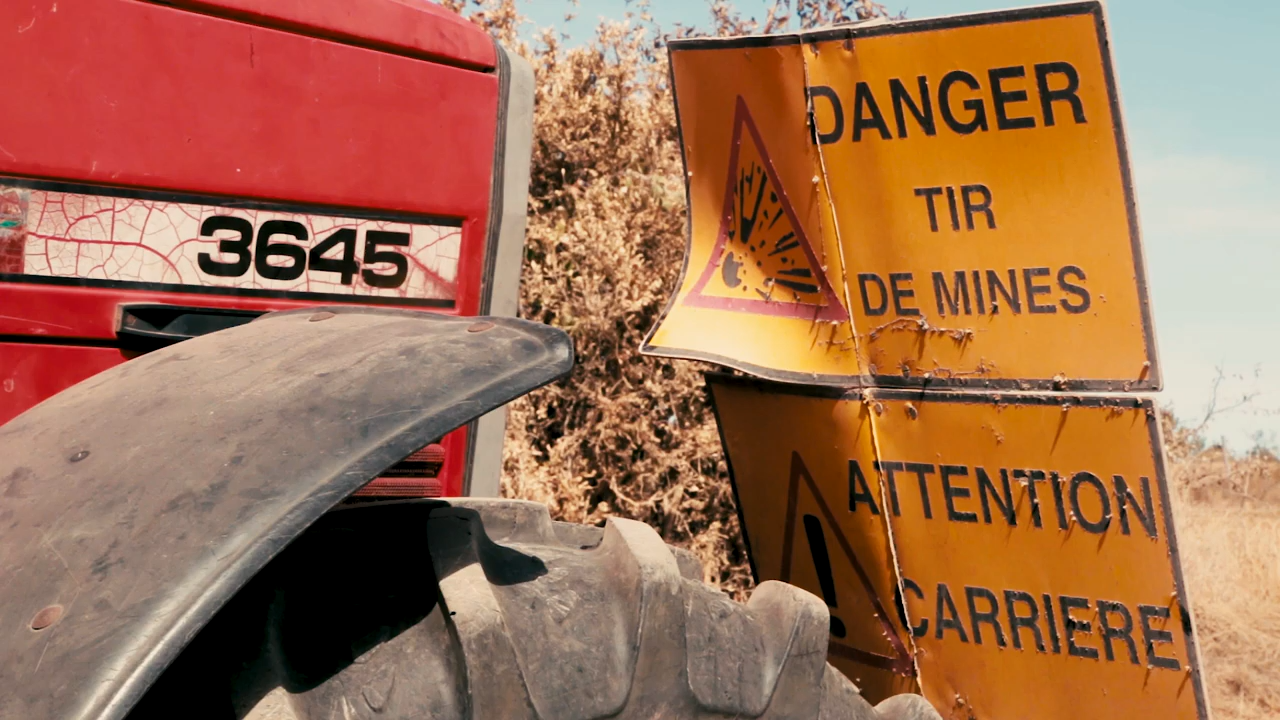 3645
DANGER
TIR
DE MINES
ATTENTION
CARRIERE